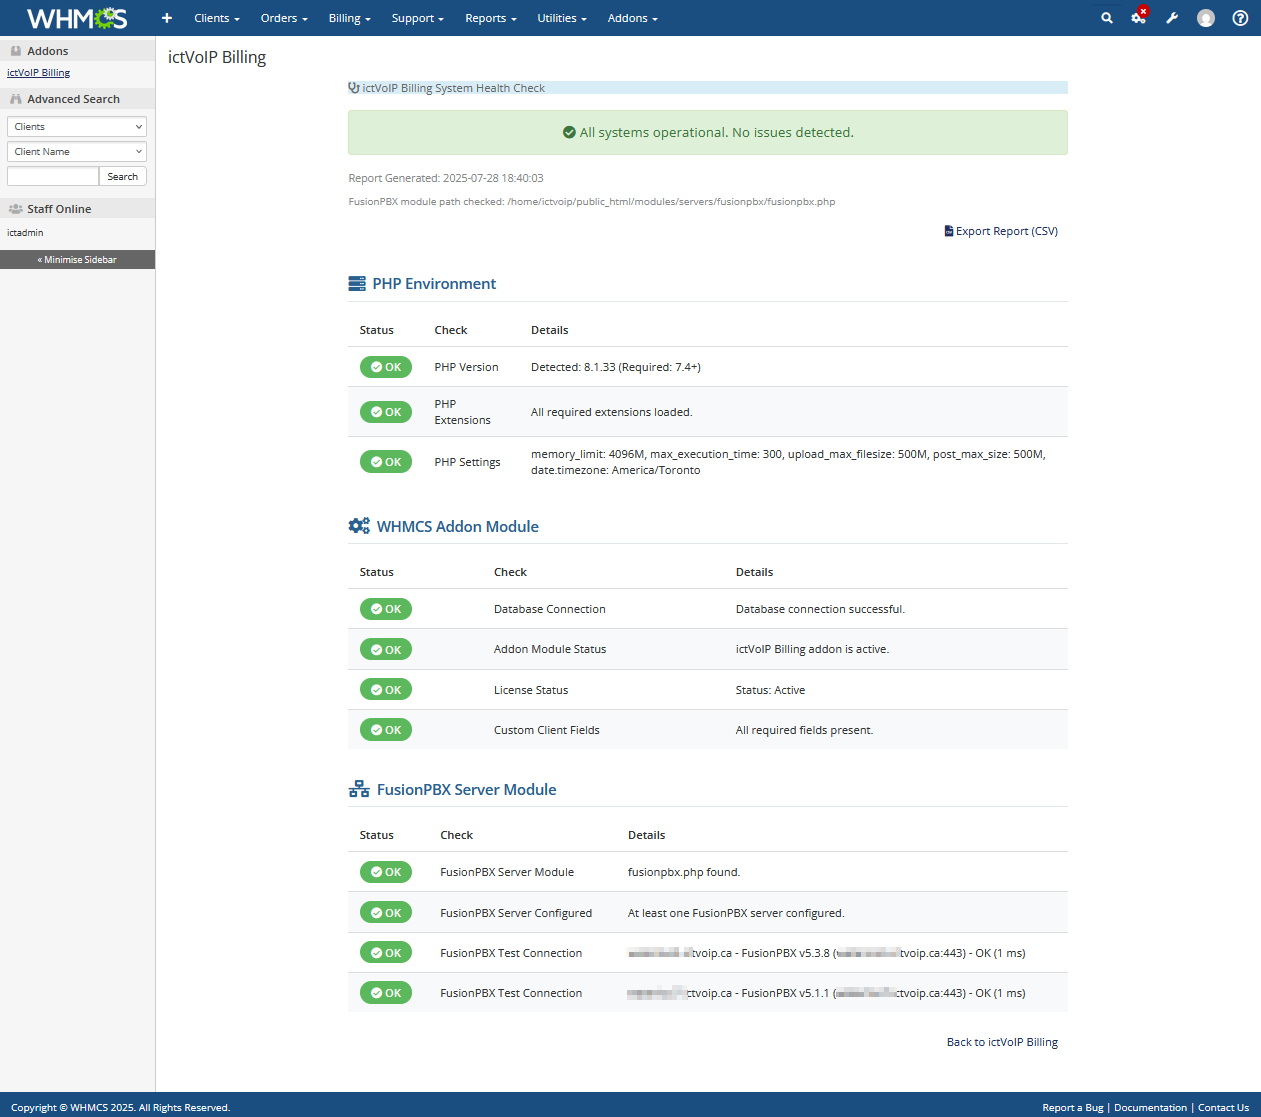 WHMCS
Clients
Orders
Billing
Support
Reports
Utilities
Addons
Addons
ictVoIP Billing
Advanced Search
Clients
Client Name
Search
Staff Online
ictadmin
« Minimise Sidebar
ictVoIP Billing
ictVoIP Billing System Health Check
All systems operational. No issues detected.
Report Generated: 2025-07-28 18:40:03
FusionPBX module path checked: /home/ictvoip/public_html/modules/servers/fusionpbx/fusionpbx.php
Export Report (CSV)
PHP Environment
Status Check Details
OK PHP Version Detected: 8.1.33 (Required: 7.4+)
OK PHP Extensions All required extensions loaded.
OK PHP Settings memory_limit: 4096M, max_execution_time: 300, upload_max_filesize: 500M, post_max_size: 500M,
date.timezone: America/Toronto
WHMCS Addon Module
Status Check Details
OK Database Connection Database connection successful.
OK Addon Module Status ictVoIP Billing addon is active.
OK License Status Status: Active
OK Custom Client Fields All required fields present.
FusionPBX Server Module
Status Check Details
OK FusionPBX Server Module fusionpbx.php found.
OK FusionPBX Server Configured At least one FusionPBX server configured.
OK FusionPBX Test Connection tvoip.ca - FusionPBX v5.3.8 ( tvoip.ca:443) - OK (1 ms)
OK FusionPBX Test Connection ctvoip.ca - FusionPBX v5.1.1 ( ctvoip.ca:443) - OK (1 ms)
Back to ictVoIP Billing
Copyright © WHMCS 2025. All Rights Reserved.
Report a Bug | Documentation | Contact Us